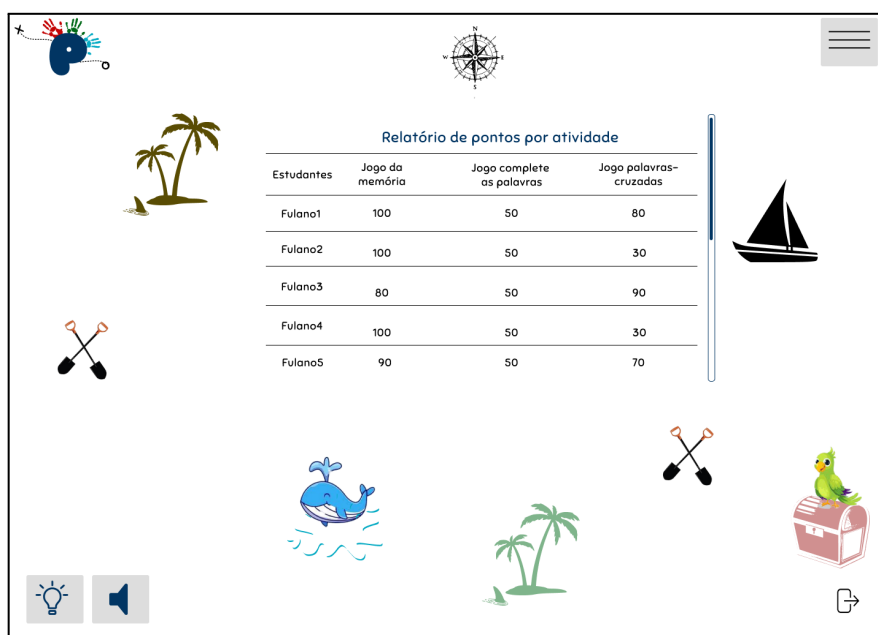 P
N
W E
S
Relatório de pontos por atividade
Estudantes Jogo da memória Jogo complete as palavras Jogo palavras-cruzadas
Fulano1 100 50 80
Fulano2 100 50 30
Fulano3 80 50 90
Fulano4 100 50 30
Fulano5 90 50 70